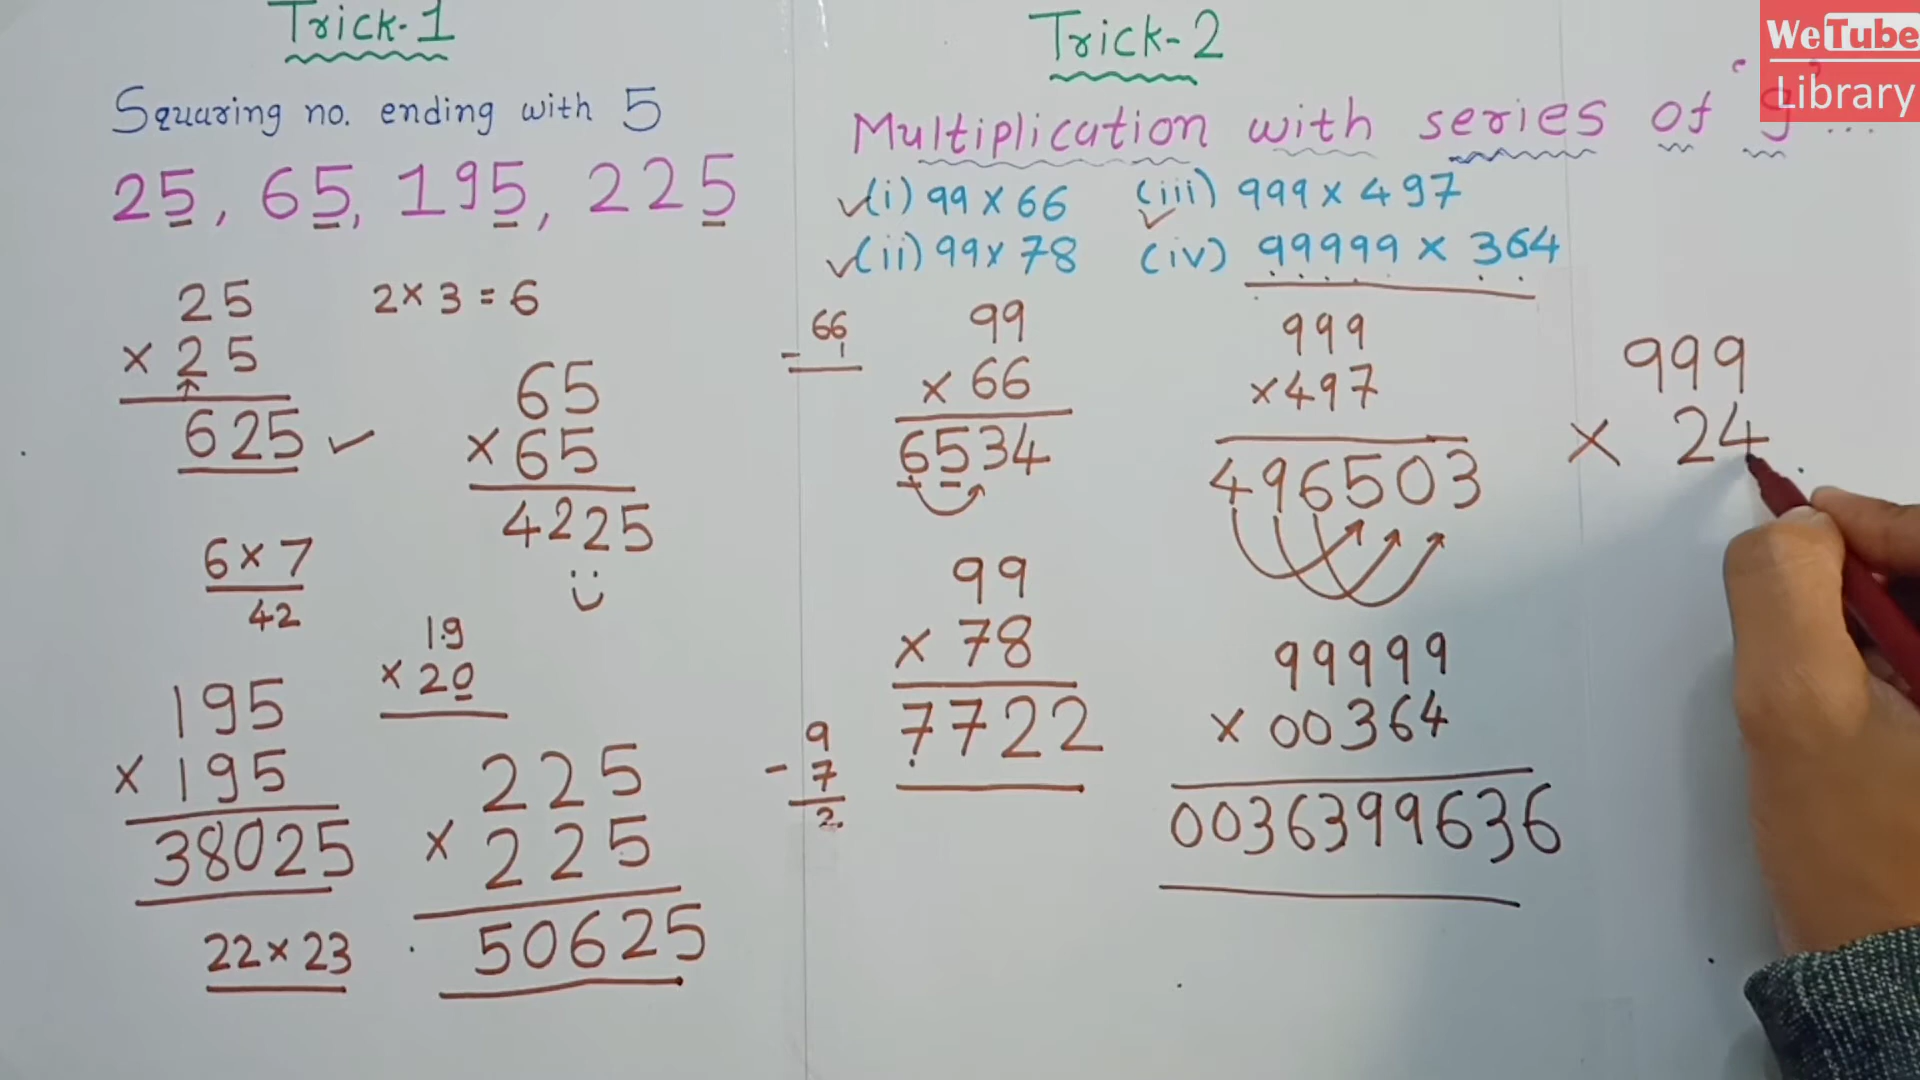 Trick-1
Squaring no. ending with 5
25, 65, 195, 225
25
× 25
625
2 × 3 = 6
65
× 65
4225
6 × 7
42
19
× 20
195
× 195
38025
225
× 225
50625
22 × 23
Trick-2
Multiplication with series of '9' ...
(i) 99 × 66
(iii) 999 × 497
(ii) 99 × 78
(iv) 99999 × 364
66
- 1
99
× 66
6534
999
× 497
496503
999
× 24
99
× 78
7722
9
- 7
2
99999
× 00364
0036399636
WeTube
Library